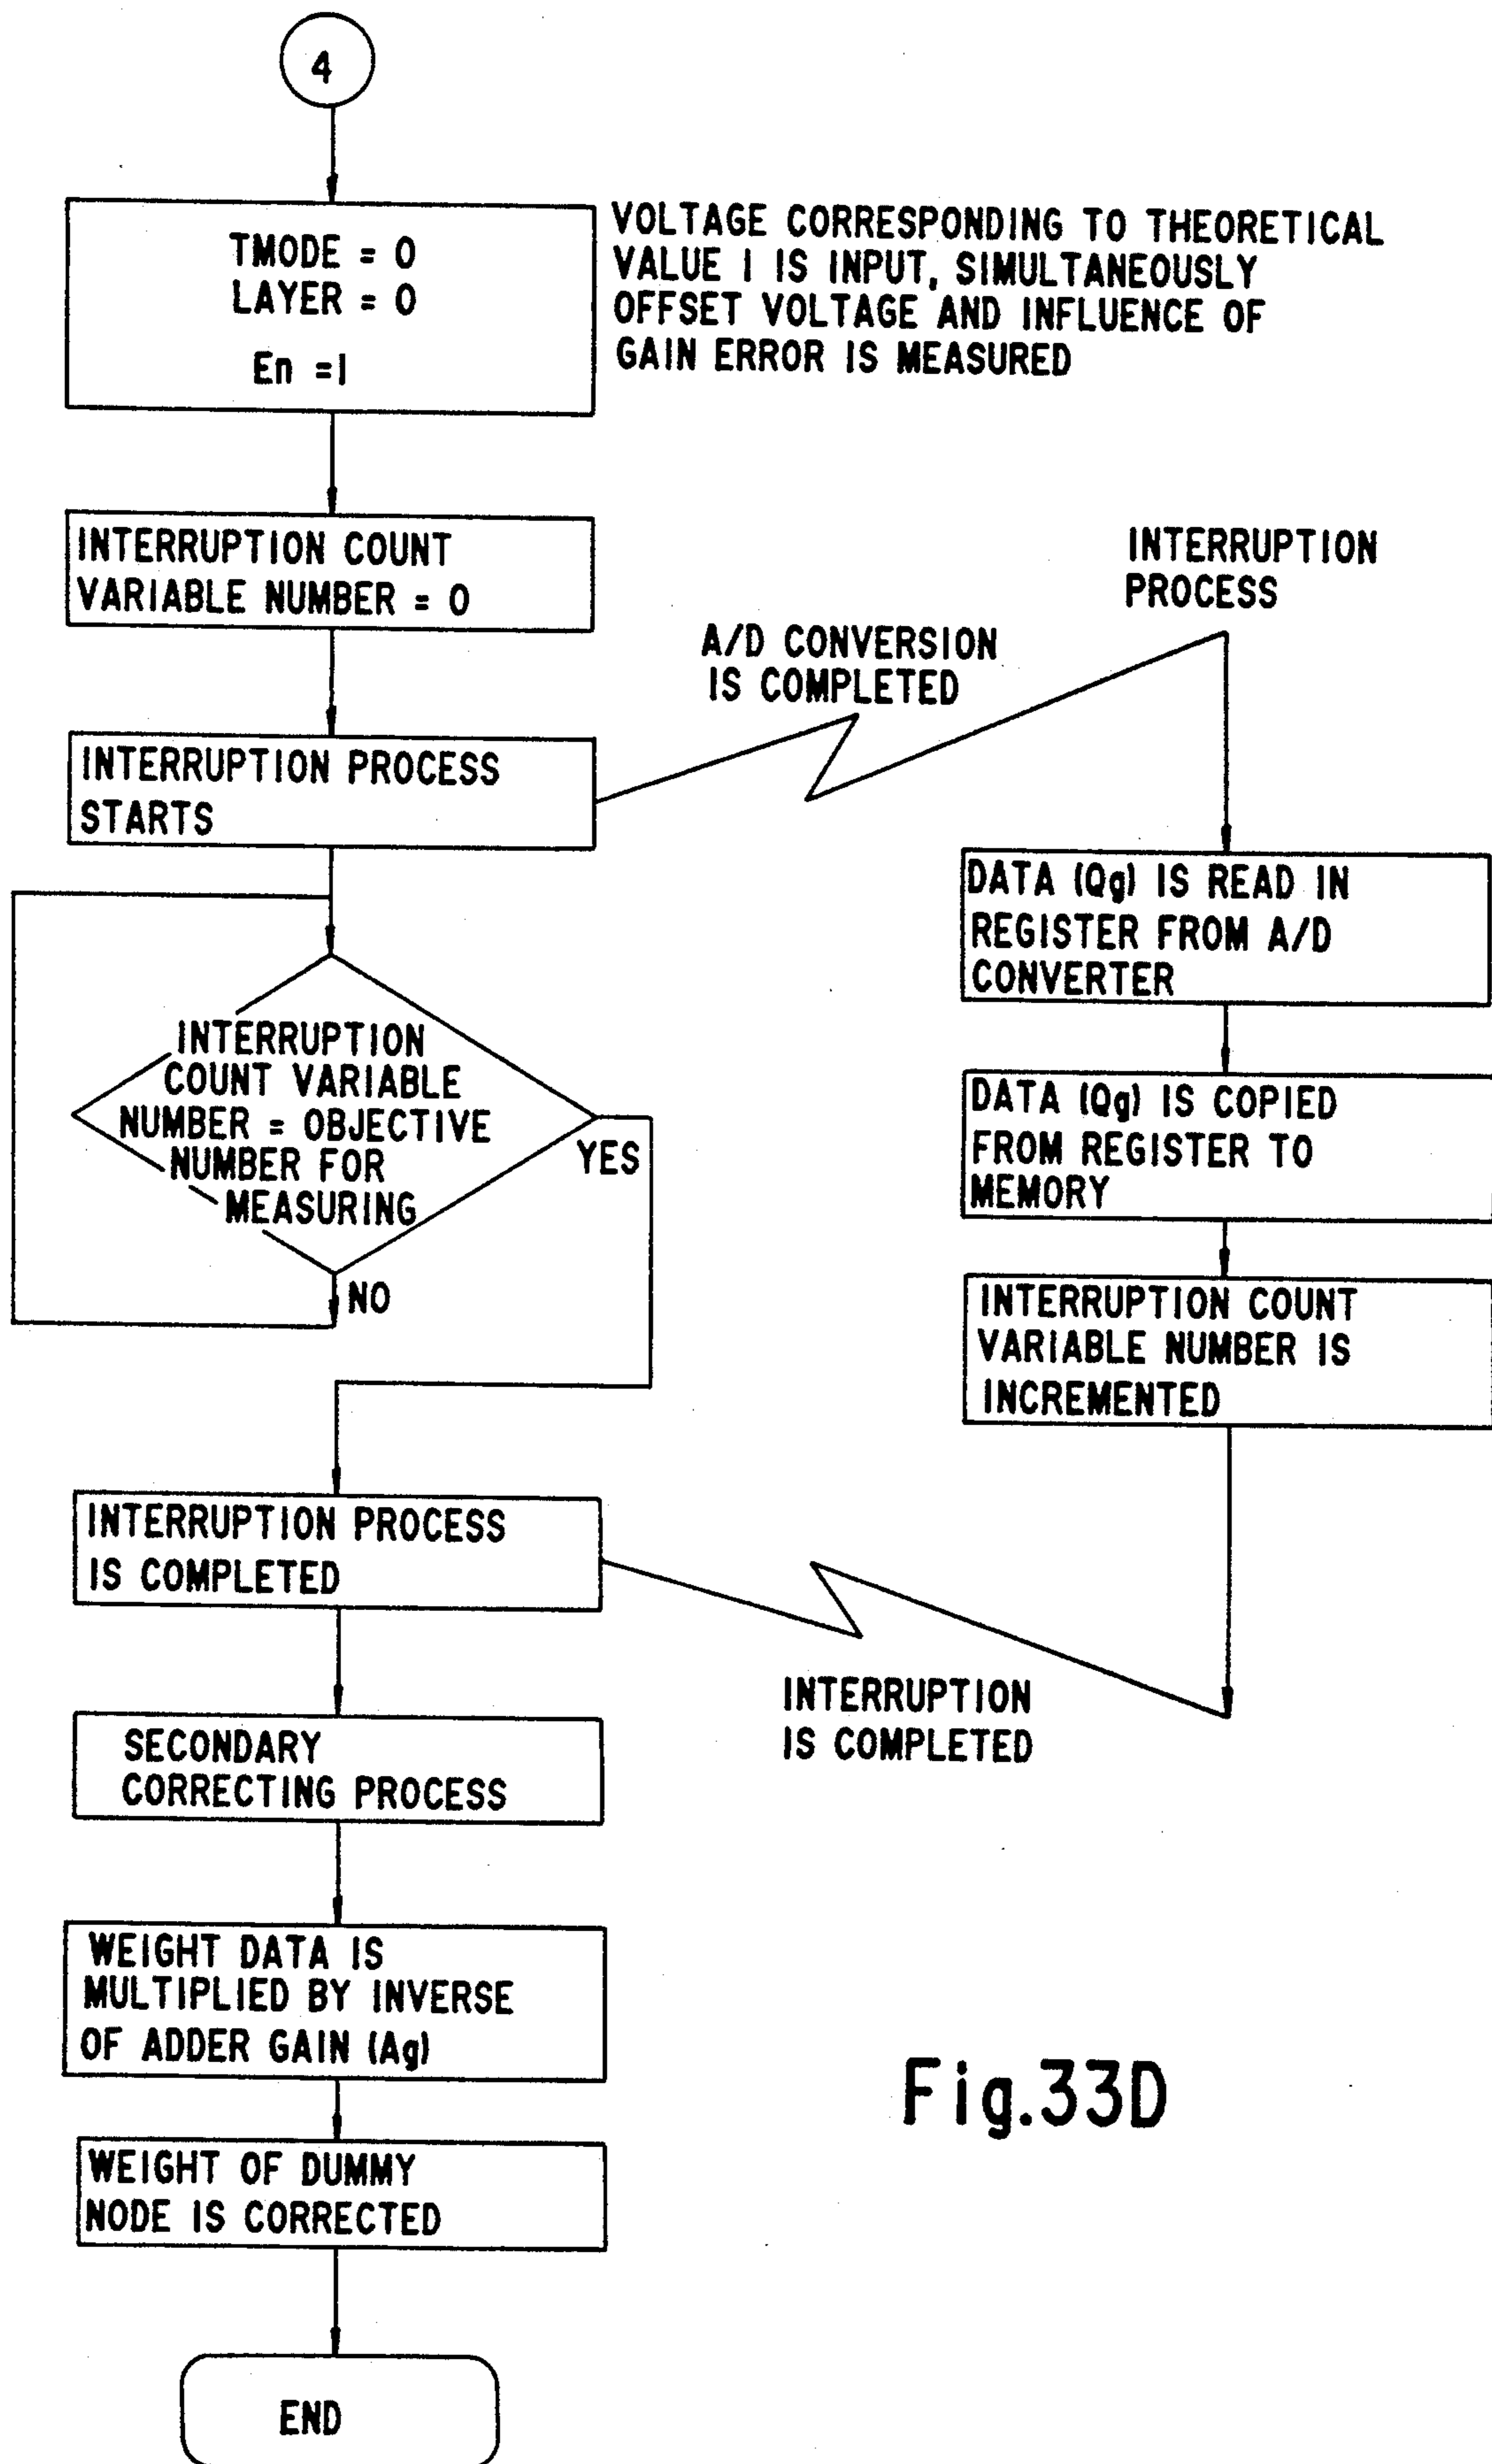 4
TMODE = 0
LAYER = 0
En =1
VOLTAGE CORRESPONDING TO THEORETICAL
VALUE 1 IS INPUT, SIMULTANEOUSLY
OFFSET VOLTAGE AND INFLUENCE OF
GAIN ERROR IS MEASURED
INTERRUPTION COUNT
VARIABLE NUMBER = 0
INTERRUPTION PROCESS
STARTS
A/D CONVERSION
IS COMPLETED
INTERRUPTION
PROCESS
DATA (Qg) IS READ IN
REGISTER FROM A/D
CONVERTER
DATA (Qg) IS COPIED
FROM REGISTER TO
MEMORY
INTERRUPTION COUNT
VARIABLE NUMBER IS
INCREMENTED
INTERRUPTION
COUNT VARIABLE
NUMBER = OBJECTIVE
NUMBER FOR
MEASURING
YES
NO
INTERRUPTION PROCESS
IS COMPLETED
INTERRUPTION
IS COMPLETED
SECONDARY
CORRECTING PROCESS
WEIGHT DATA IS
MULTIPLIED BY INVERSE
OF ADDER GAIN (Ag)
WEIGHT OF DUMMY
NODE IS CORRECTED
END
Fig.33D